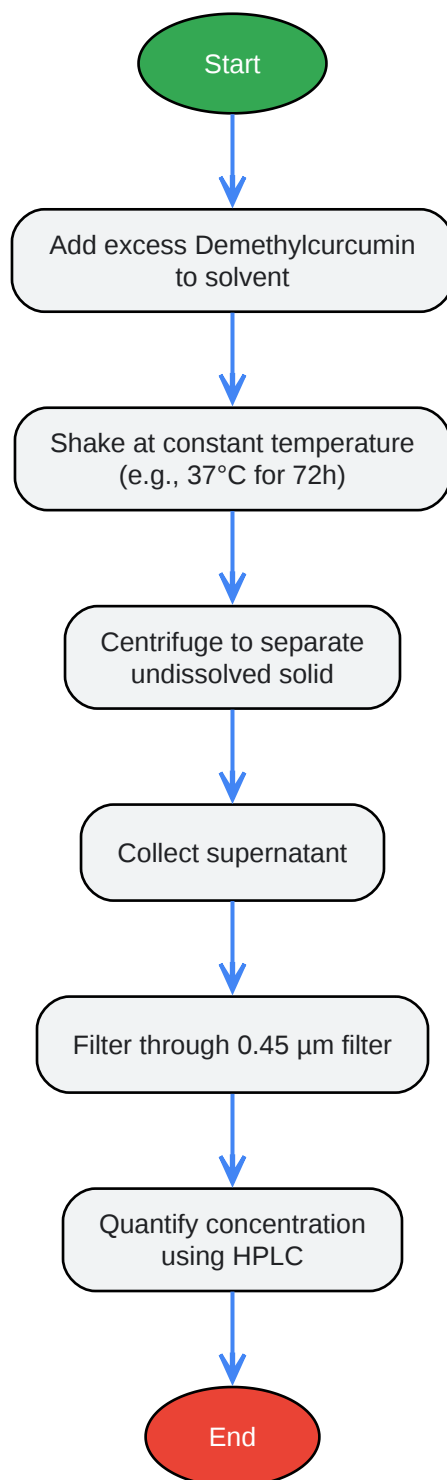 Start
Add excess Demethylcurcumin
to solvent
Shake at constant temperature
(e.g., 37°C for 72h)
Centrifuge to separate
undissolved solid
Collect supernatant
Filter through 0.45 µm filter
Quantify concentration
using HPLC
End